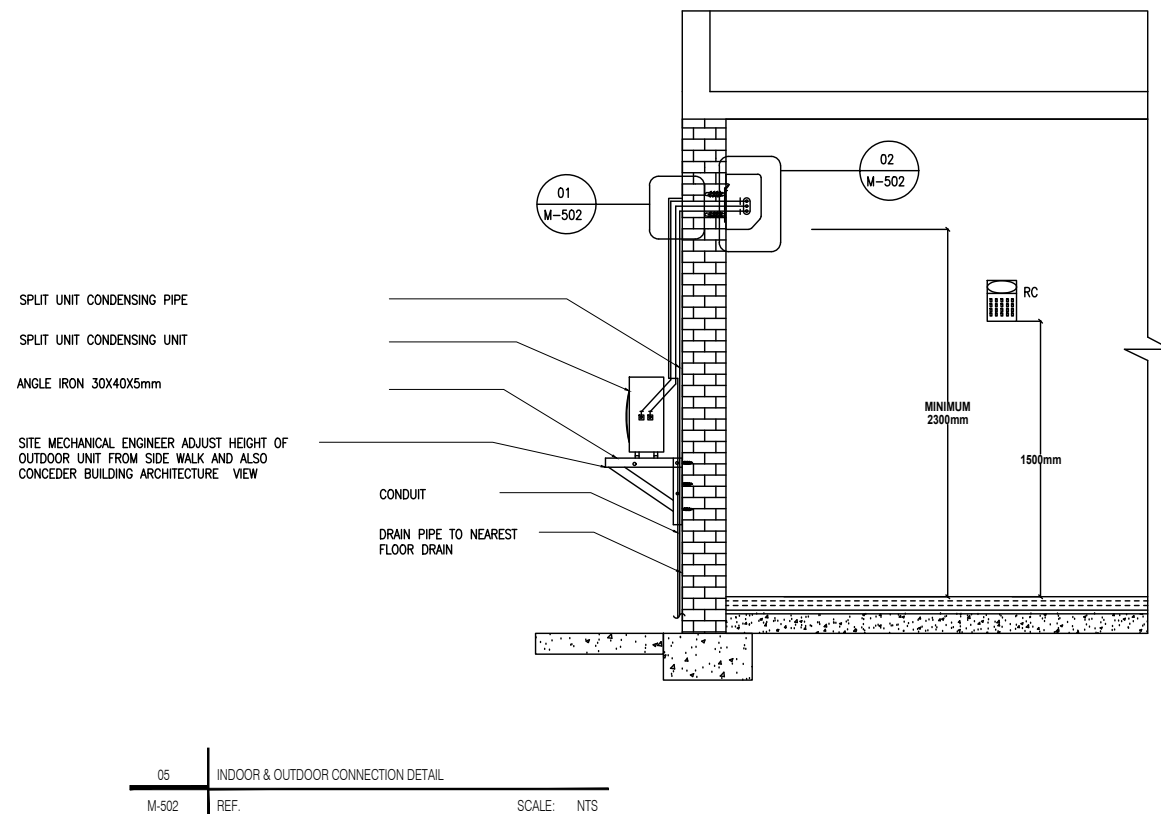 02
M-502
01
M-502
RC
SPLIT UNIT CONDENSING PIPE
SPLIT UNIT CONDENSING UNIT
ANGLE IRON 30X40X5mm
MINIMUM
2300mm
SITE MECHANICAL ENGINEER ADJUST HEIGHT OF
OUTDOOR UNIT FROM SIDE WALK AND ALSO
CONCEDER BUILDING ARCHITECTURE VIEW
1500mm
CONDUIT
DRAIN PIPE TO NEAREST
FLOOR DRAIN
05 INDOOR & OUTDOOR CONNECTION DETAIL
M-502 REF. SCALE: NTS